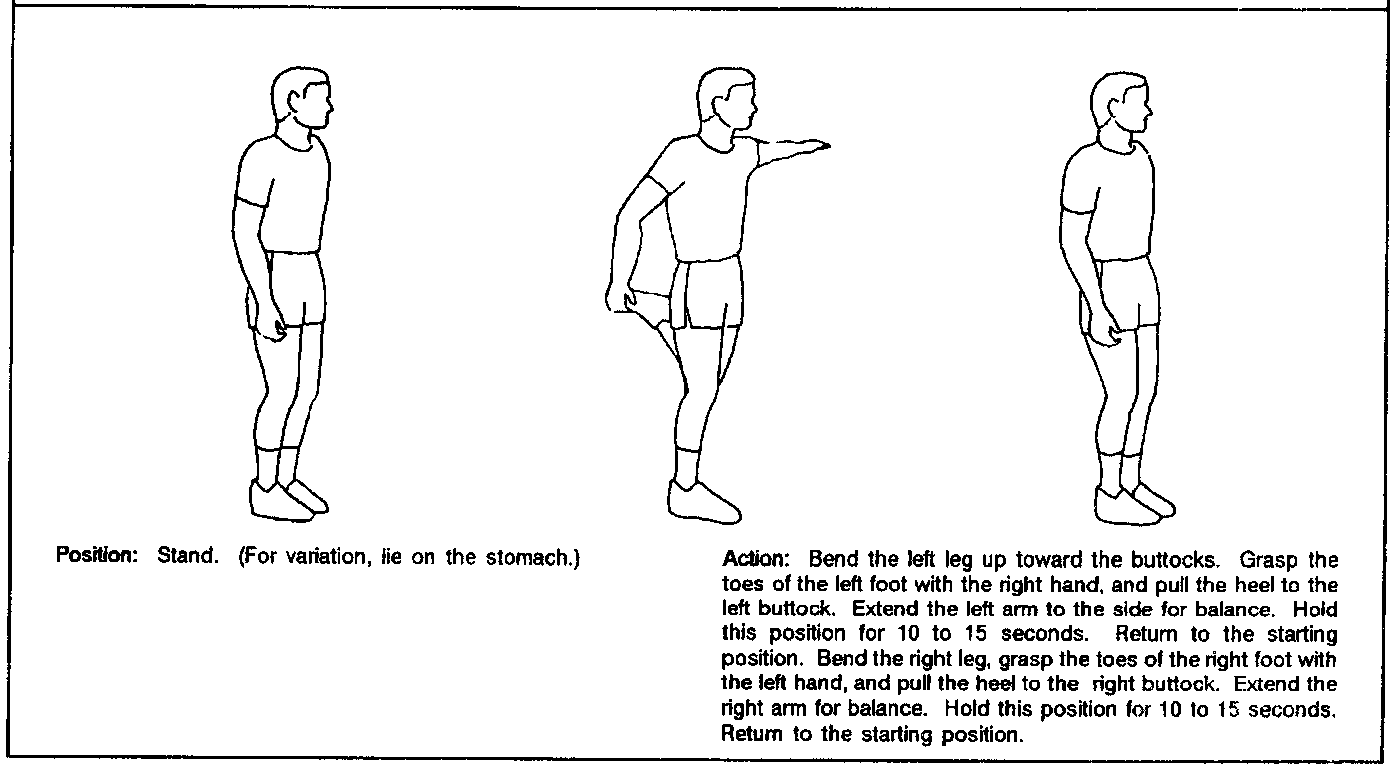 Position: Stand. (For variation, lie on the stomach.)
Action: Bend the left leg up toward the buttocks. Grasp the
toes of the left foot with the right hand, and pull the heel to the
left buttock. Extend the left arm to the side for balance. Hold
this position for 10 to 15 seconds. Return to the starting
position. Bend the right leg, grasp the toes of the right foot with
the left hand, and pull the heel to the right buttock. Extend the
right arm for balance. Hold this position for 10 to 15 seconds.
Return to the starting position.